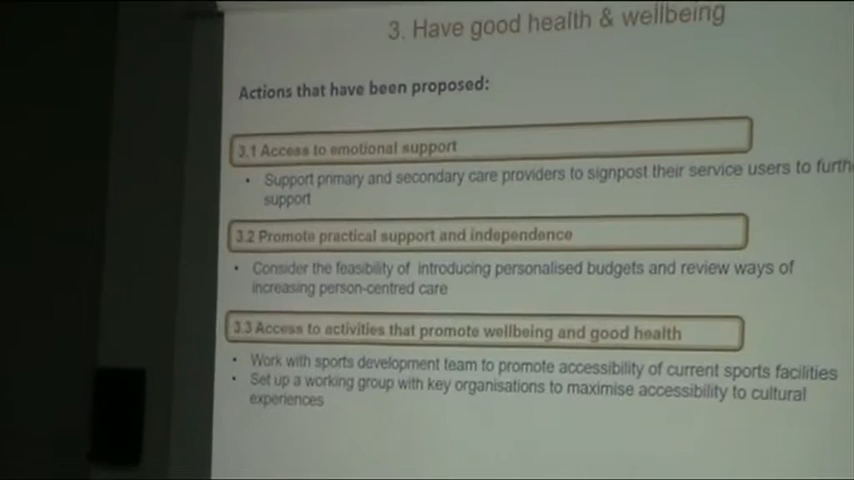 3. Have good health & wellbeing
Actions that have been proposed:
3.1 Access to emotional support
• Support primary and secondary care providers to signpost their service users to furth
support
3.2 Promote practical support and independence
• Consider the feasibility of introducing personalised budgets and review ways of
increasing person-centred care
3.3 Access to activities that promote wellbeing and good health
• Work with sports development team to promote accessibility of current sports facilities
• Set up a working group with key organisations to maximise accessibility to cultural
experiences